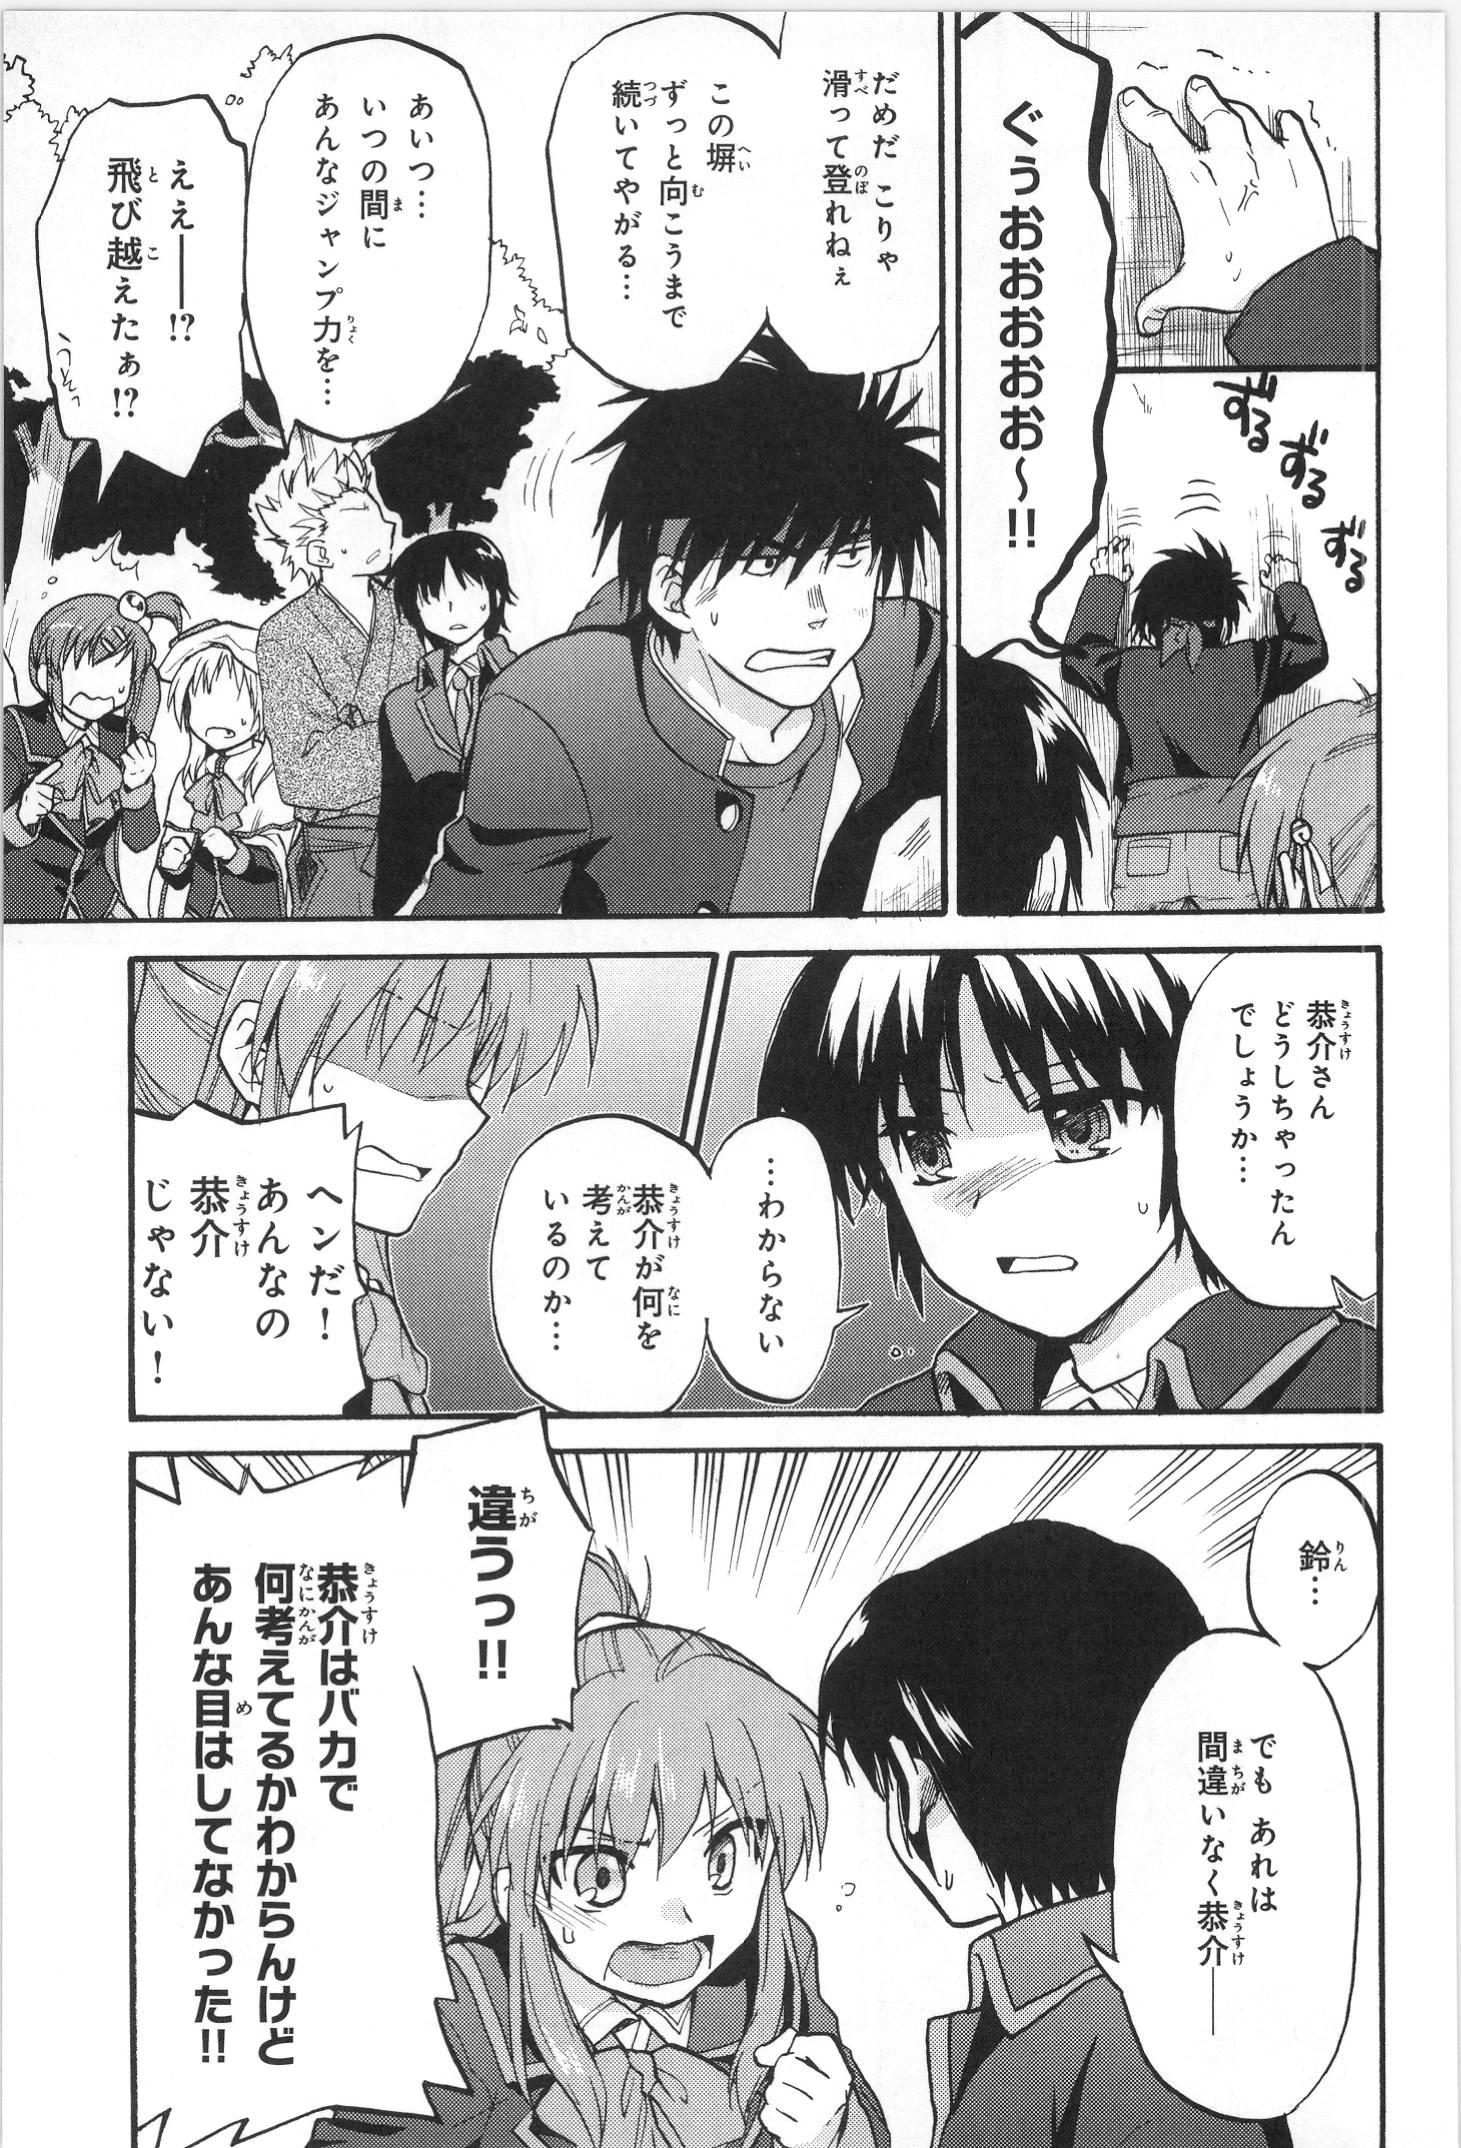 ぐぅおおおおおお～!!
ずる
ずる
ずる
だめだ こりゃ
滑って登れねぇ
この塀
ずっと向こうまで
続いてやがる…
あいつ…
いつの間に
あんなジャンプ力を…
ええ――!?
飛び越えたぁ!?
恭介さん
どうしちゃったん
でしょうか…
…わからない
恭介が何を
考えて
いるのか…
ヘンだ!
あんなの
恭介
じゃない!
鈴…
でも あれは
間違いなく恭介――
違うっ!!
恭介はバカで
何考えてるかわからんけど
あんな目はしてなかった!!